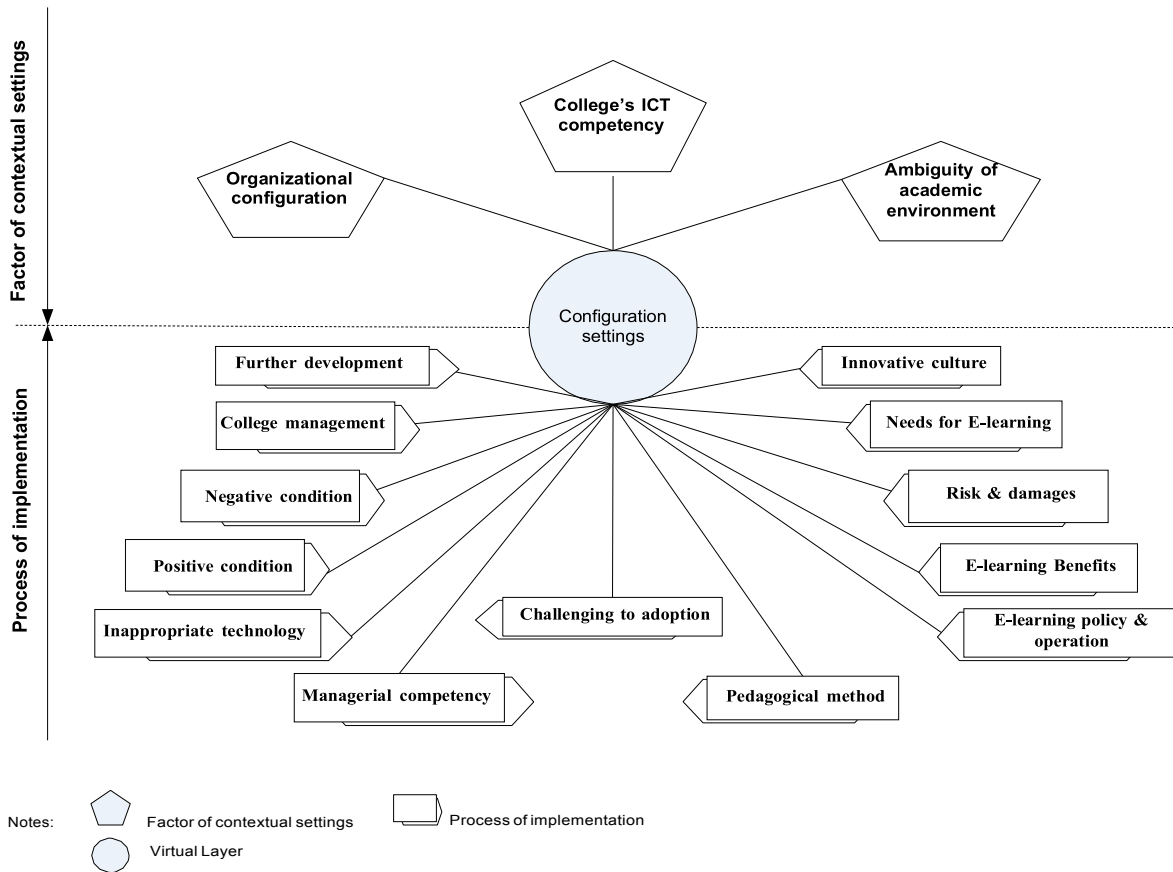 Factor of contextual settings
College's ICT
competency
Organizational
configuration
Ambiguity of
academic
environment
Configuration
settings
Process of implementation
Further development
Innovative culture
College management
Needs for E-learning
Negative condition
Risk & damages
Positive condition
E-learning Benefits
Inappropriate technology
Challenging to adoption
E-learning policy &
operation
Managerial competency
Pedagogical method
Notes:
Factor of contextual settings
Process of implementation
Virtual Layer